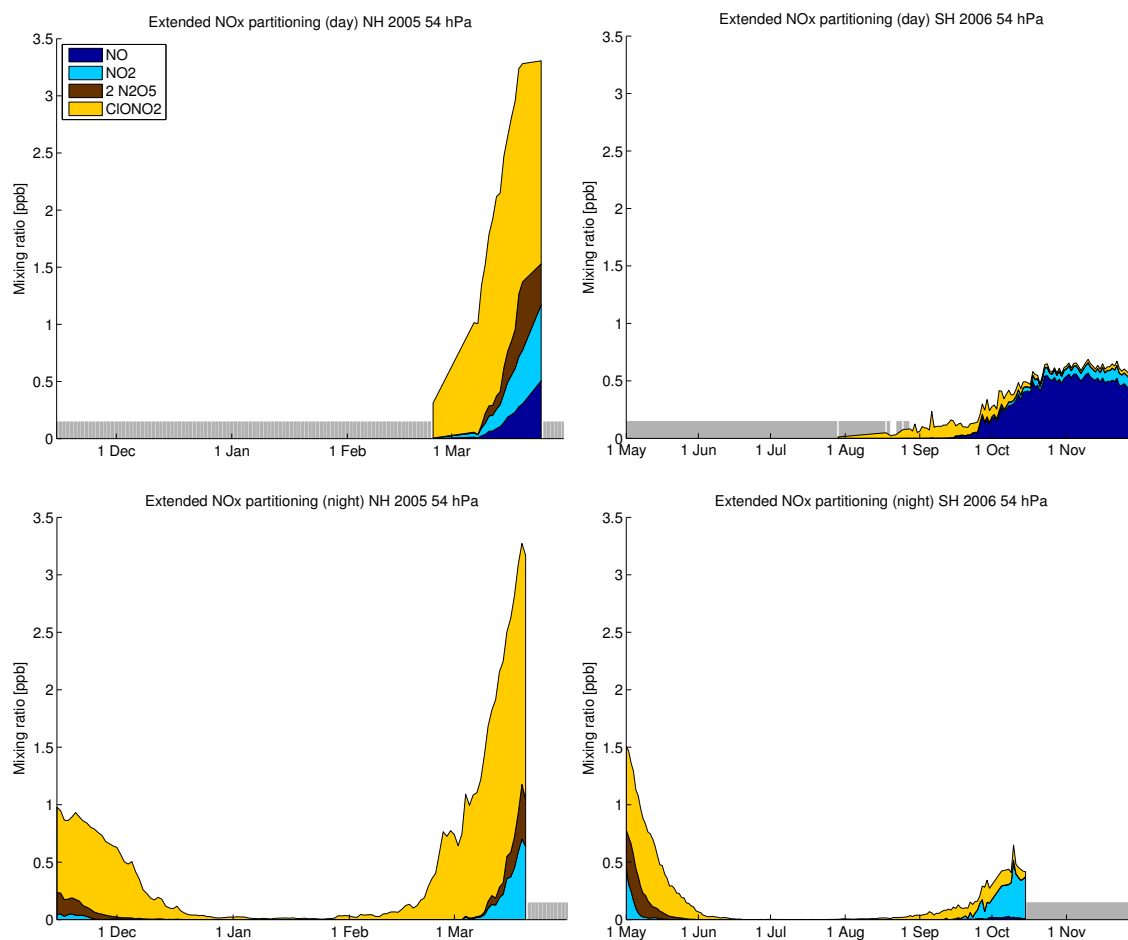 Extended NOx partitioning (day) NH 2005 54 hPa
3.5
3
2.5
2
1.5
1
0.5
0
Mixing ratio [ppb]
NO
NO2
2 N2O5
ClONO2
1 Dec 1 Jan 1 Feb 1 Mar
Extended NOx partitioning (day) SH 2006 54 hPa
3.5
3
2.5
2
1.5
1
0.5
0
Mixing ratio [ppb]
1 May 1 Jun 1 Jul 1 Aug 1 Sep 1 Oct 1 Nov
Extended NOx partitioning (night) NH 2005 54 hPa
3.5
3
2.5
2
1.5
1
0.5
0
Mixing ratio [ppb]
1 Dec 1 Jan 1 Feb 1 Mar
Extended NOx partitioning (night) SH 2006 54 hPa
3.5
3
2.5
2
1.5
1
0.5
0
Mixing ratio [ppb]
1 May 1 Jun 1 Jul 1 Aug 1 Sep 1 Oct 1 Nov